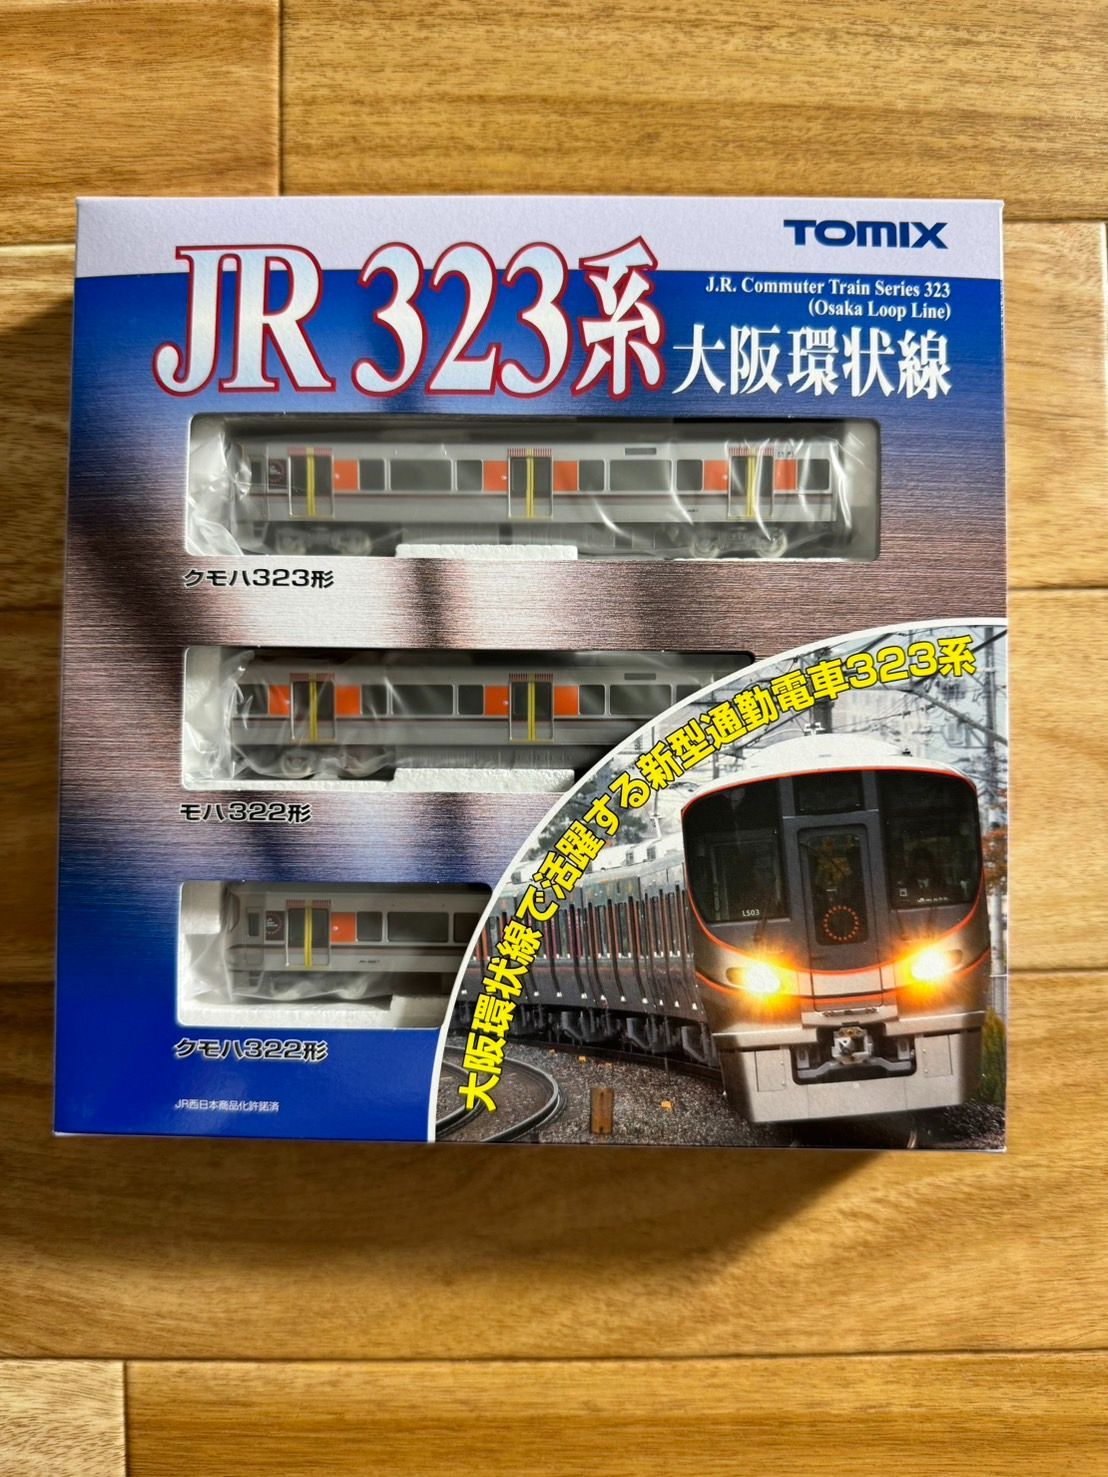 TOMIX
JR 323系
J.R. Commuter Train Series 323
(Osaka Loop Line)
大阪環状線
クモハ323形
モハ322形
クモハ322形
大阪環状線で活躍する新型通勤電車323系
LS03
JR西日本商品化許諾済